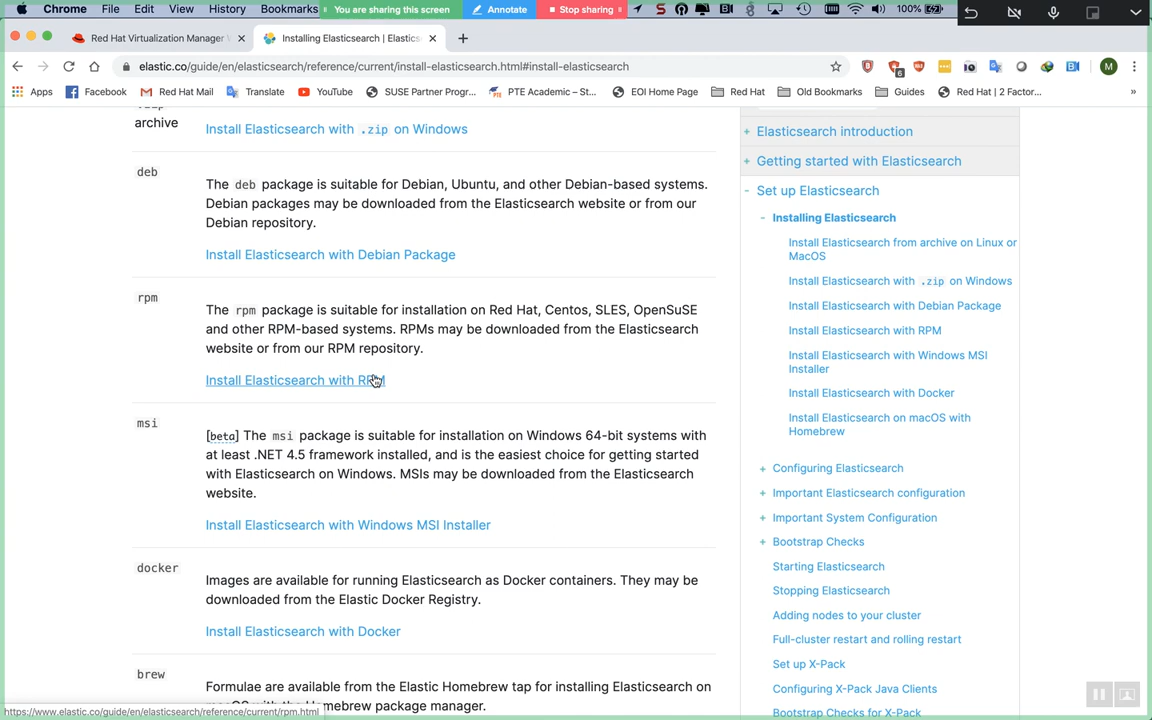 Chrome File Edit View History Bookmarks
You are sharing this screen Annotate Stop sharing
100%
Red Hat Virtualization Manager
Installing Elasticsearch | Elastics
elastic.co/guide/en/elasticsearch/reference/current/install-elasticsearch.html#install-elasticsearch
6
M
Apps Facebook Red Hat Mail Translate YouTube SUSE Partner Progr... PTE Academic – St... EOI Home Page Red Hat Old Bookmarks Guides Red Hat | 2 Factor... »
archive
Install Elasticsearch with .zip on Windows
deb
The deb package is suitable for Debian, Ubuntu, and other Debian-based systems.
Debian packages may be downloaded from the Elasticsearch website or from our
Debian repository.
Install Elasticsearch with Debian Package
rpm
The rpm package is suitable for installation on Red Hat, Centos, SLES, OpenSuSE
and other RPM-based systems. RPMs may be downloaded from the Elasticsearch
website or from our RPM repository.
Install Elasticsearch with RPM
msi
[beta] The msi package is suitable for installation on Windows 64-bit systems with
at least .NET 4.5 framework installed, and is the easiest choice for getting started
with Elasticsearch on Windows. MSIs may be downloaded from the Elasticsearch
website.
Install Elasticsearch with Windows MSI Installer
docker
Images are available for running Elasticsearch as Docker containers. They may be
downloaded from the Elastic Docker Registry.
Install Elasticsearch with Docker
brew
Formulae are available from the Elastic Homebrew tap for installing Elasticsearch on
macOS with the Homebrew package manager.
https://www.elastic.co/guide/en/elasticsearch/reference/current/rpm.html
+ Elasticsearch introduction
+ Getting started with Elasticsearch
- Set up Elasticsearch
- Installing Elasticsearch
Install Elasticsearch from archive on Linux or
MacOS
Install Elasticsearch with .zip on Windows
Install Elasticsearch with Debian Package
Install Elasticsearch with RPM
Install Elasticsearch with Windows MSI
Installer
Install Elasticsearch with Docker
Install Elasticsearch on macOS with
Homebrew
+ Configuring Elasticsearch
+ Important Elasticsearch configuration
+ Important System Configuration
+ Bootstrap Checks
Starting Elasticsearch
Stopping Elasticsearch
Adding nodes to your cluster
Full-cluster restart and rolling restart
Set up X-Pack
Configuring X-Pack Java Clients
Bootstrap Checks for X-Pack